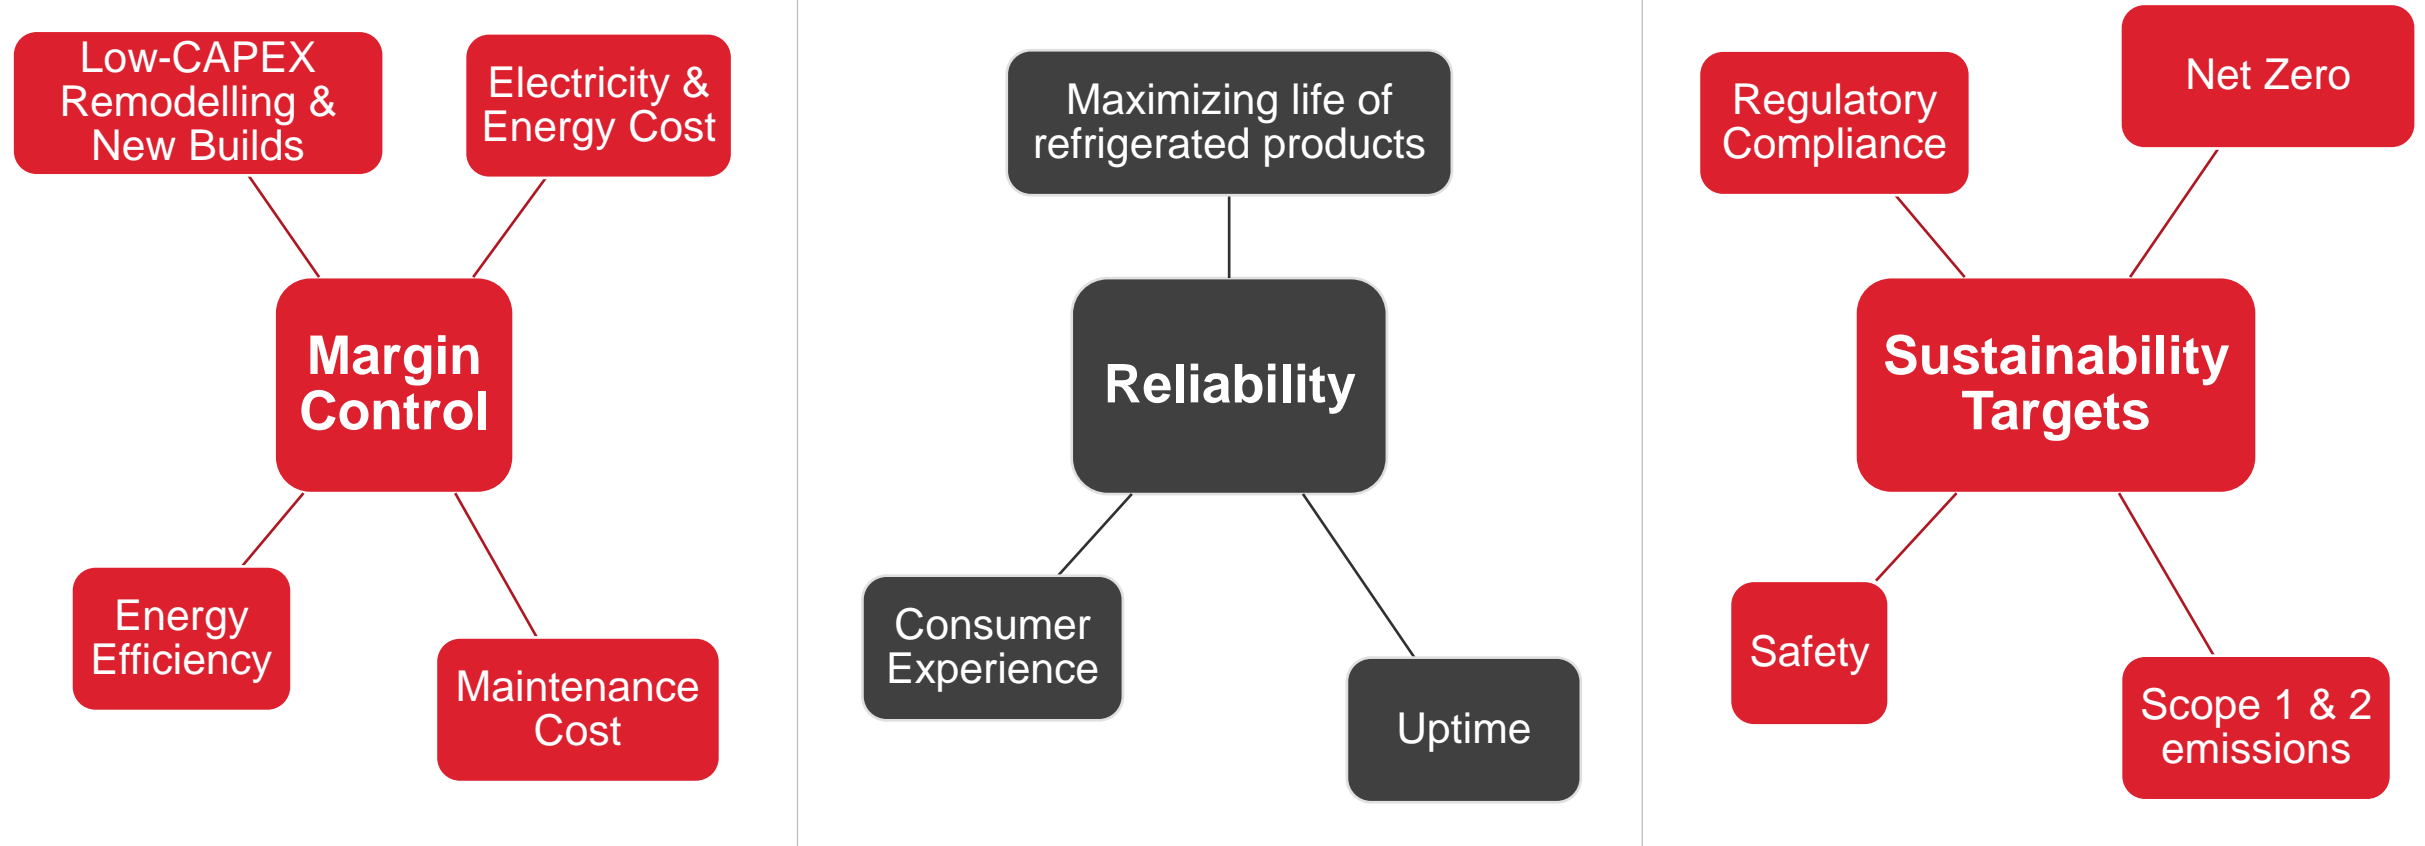 Low-CAPEX
Remodelling &
New Builds
Electricity &
Energy Cost
Margin
Control
Energy
Efficiency
Maintenance
Cost
Maximizing life of
refrigerated products
Reliability
Consumer
Experience
Uptime
Regulatory
Compliance
Net Zero
Sustainability
Targets
Safety
Scope 1 & 2
emissions